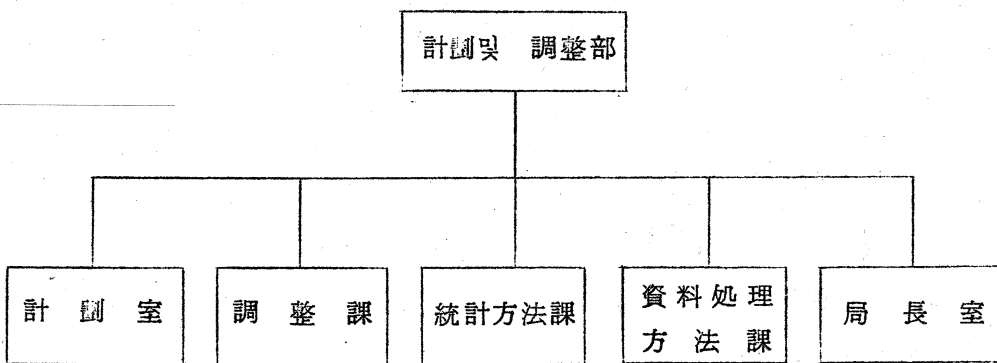 計劃및 調整部
計劃室
調整課
統計方法課
資料処理
方法課
局長室